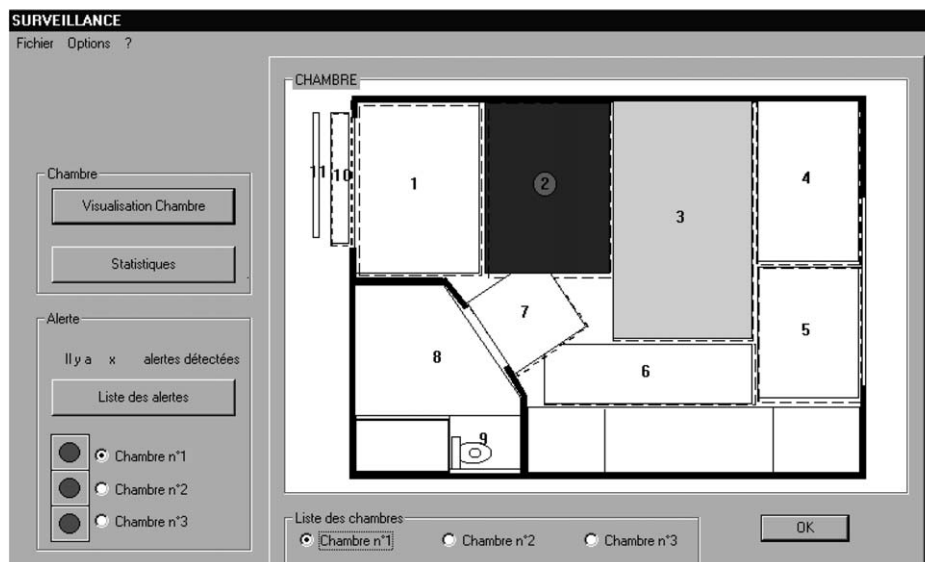 SURVEILLANCE
Fichier Options ?
Chambre
Visualisation Chambre
Statistiques
Alerte
Il y a x alertes détectées
Liste des alertes
Chambre n°1
Chambre n°2
Chambre n°3
CHAMBRE
11
10
1
2
3
4
5
6
7
8
9
Liste des chambres
Chambre n°1 Chambre n°2 Chambre n°3
OK